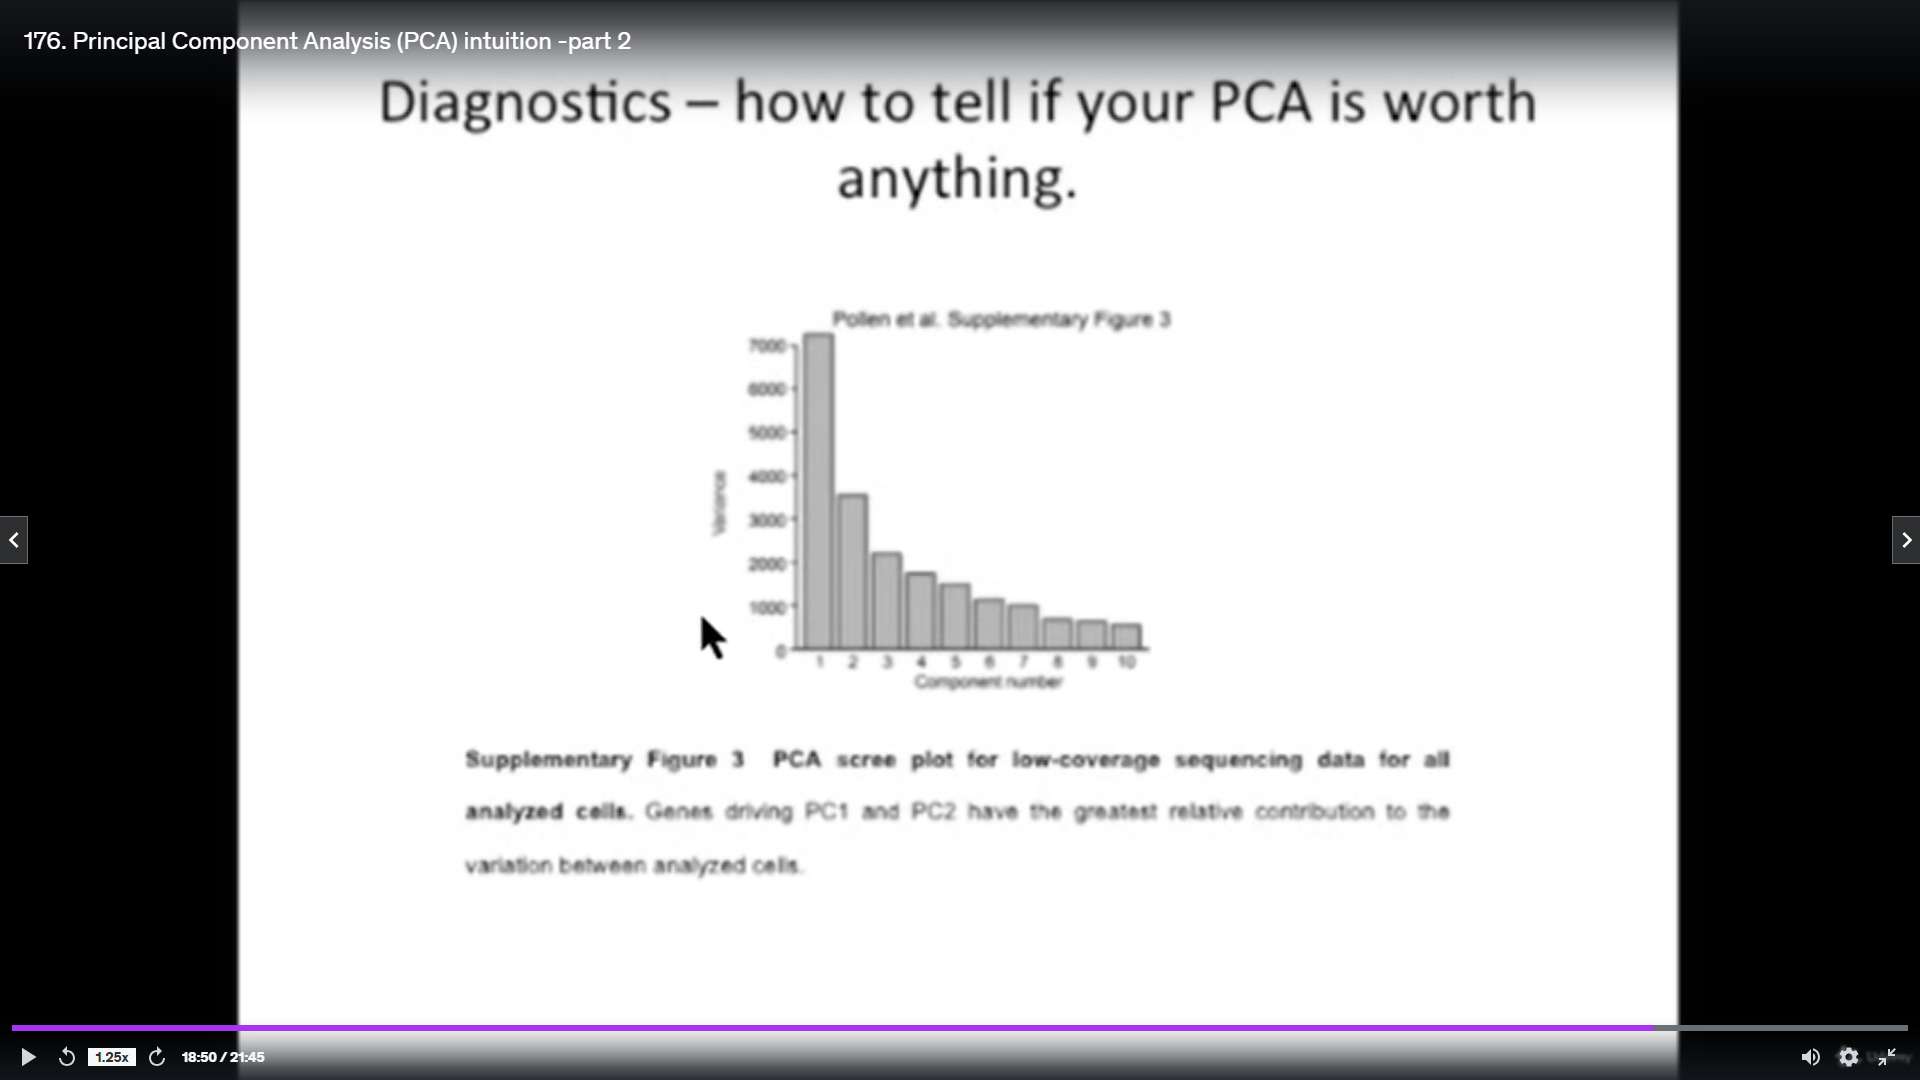 176. Principal Component Analysis (PCA) intuition -part 2
Diagnostics – how to tell if your PCA is worth
anything.
Pollen et al. Supplementary Figure 3
7000
6000
5000
4000
3000
2000
1000
0
Variance
1 2 3 4 5 6 7 8 9 10
Component number
Supplementary Figure 3 PCA scree plot for low-coverage sequencing data for all
analyzed cells. Genes driving PC1 and PC2 have the greatest relative contribution to the
variation between analyzed cells.
1.25x
18:50 / 21:45